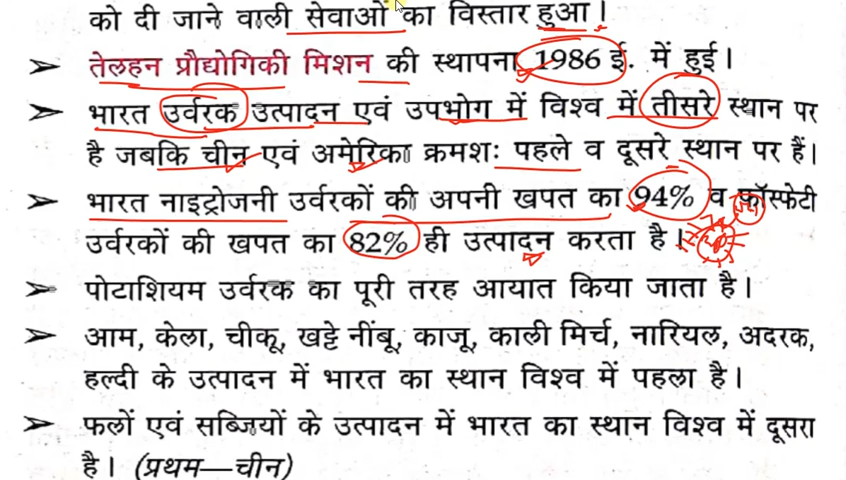 को दी जाने वाली सेवाओं का विस्तार हुआ।
➤ तेलहन प्रौद्योगिकी मिशन की स्थापना 1986 ई. में हुई।
➤ भारत उर्वरक उत्पादन एवं उपभोग में विश्व में तीसरे स्थान पर
है जबकि चीन एवं अमेरिका क्रमशः पहले व दूसरे स्थान पर हैं।
➤ भारत नाइट्रोजनी उर्वरकों की अपनी खपत का 94% व फॉस्फेटी
उर्वरकों की खपत का 82% ही उत्पादन करता है।
➤ पोटाशियम उर्वरक का पूरी तरह आयात किया जाता है।
➤ आम, केला, चीकू, खट्टे नींबू, काजू, काली मिर्च, नारियल, अदरक,
हल्दी के उत्पादन में भारत का स्थान विश्व में पहला है।
➤ फलों एवं सब्जियों के उत्पादन में भारत का स्थान विश्व में दूसरा
है। (प्रथम—चीन)